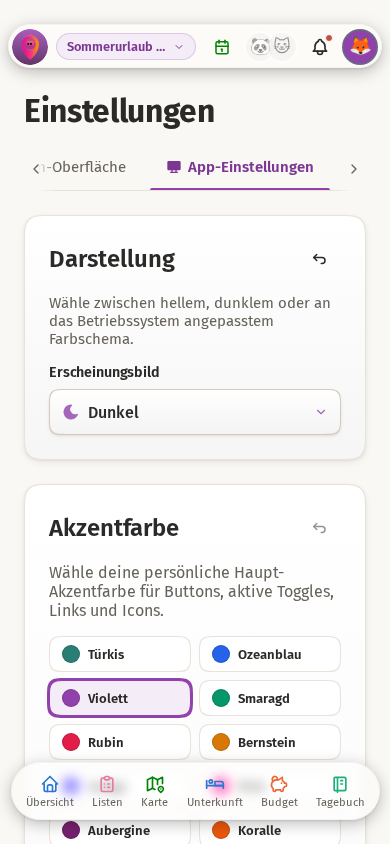 Sommerurlaub ...
Einstellungen
-Oberfläche
App-Einstellungen
Darstellung
Wähle zwischen hellem, dunklem oder an
das Betriebssystem angepasstem
Farbschema.
Erscheinungsbild
Dunkel
Akzentfarbe
Wähle deine persönliche Haupt-
Akzentfarbe für Buttons, aktive Toggles,
Links und Icons.
Türkis
Ozeanblau
Violett
Smaragd
Rubin
Bernstein
Übersicht
Listen
Karte
Unterkunft
Budget
Tagebuch
Aubergine
Koralle